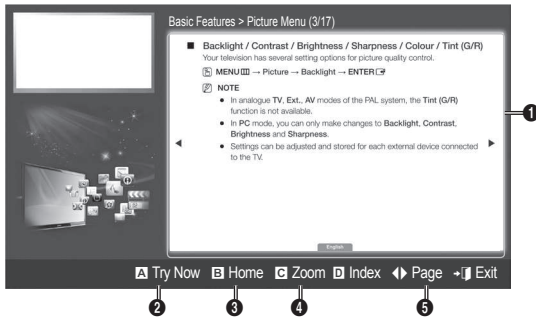 Basic Features > Picture Menu (3/17)
■ Backlight / Contrast / Brightness / Sharpness / Colour / Tint (G/R)
Your television has several setting options for picture quality control.
MENU → Picture → Backlight → ENTER
NOTE
• In analogue TV, Ext., AV modes of the PAL system, the Tint (G/R)
function is not available.
• In PC mode, you can only make changes to Backlight, Contrast,
Brightness and Sharpness.
• Settings can be adjusted and stored for each external device connected
to the TV.
English
A Try Now B Home C Zoom D Index ◀▶ Page Exit
1
2 3 4 5